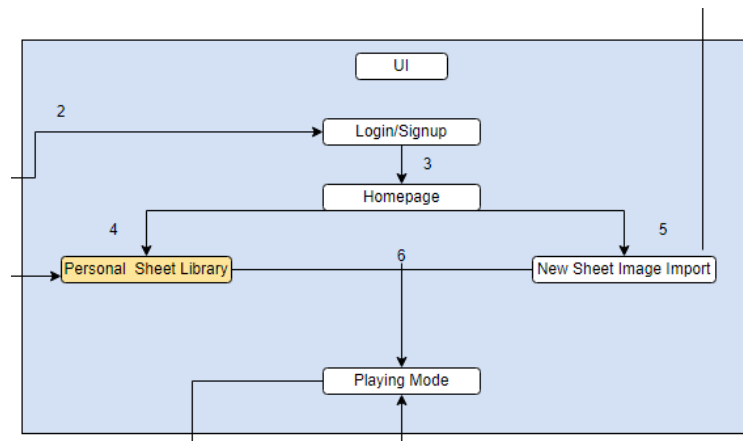 UI
2
Login/Signup
3
Homepage
4
5
Personal Sheet Library
6
New Sheet Image Import
Playing Mode